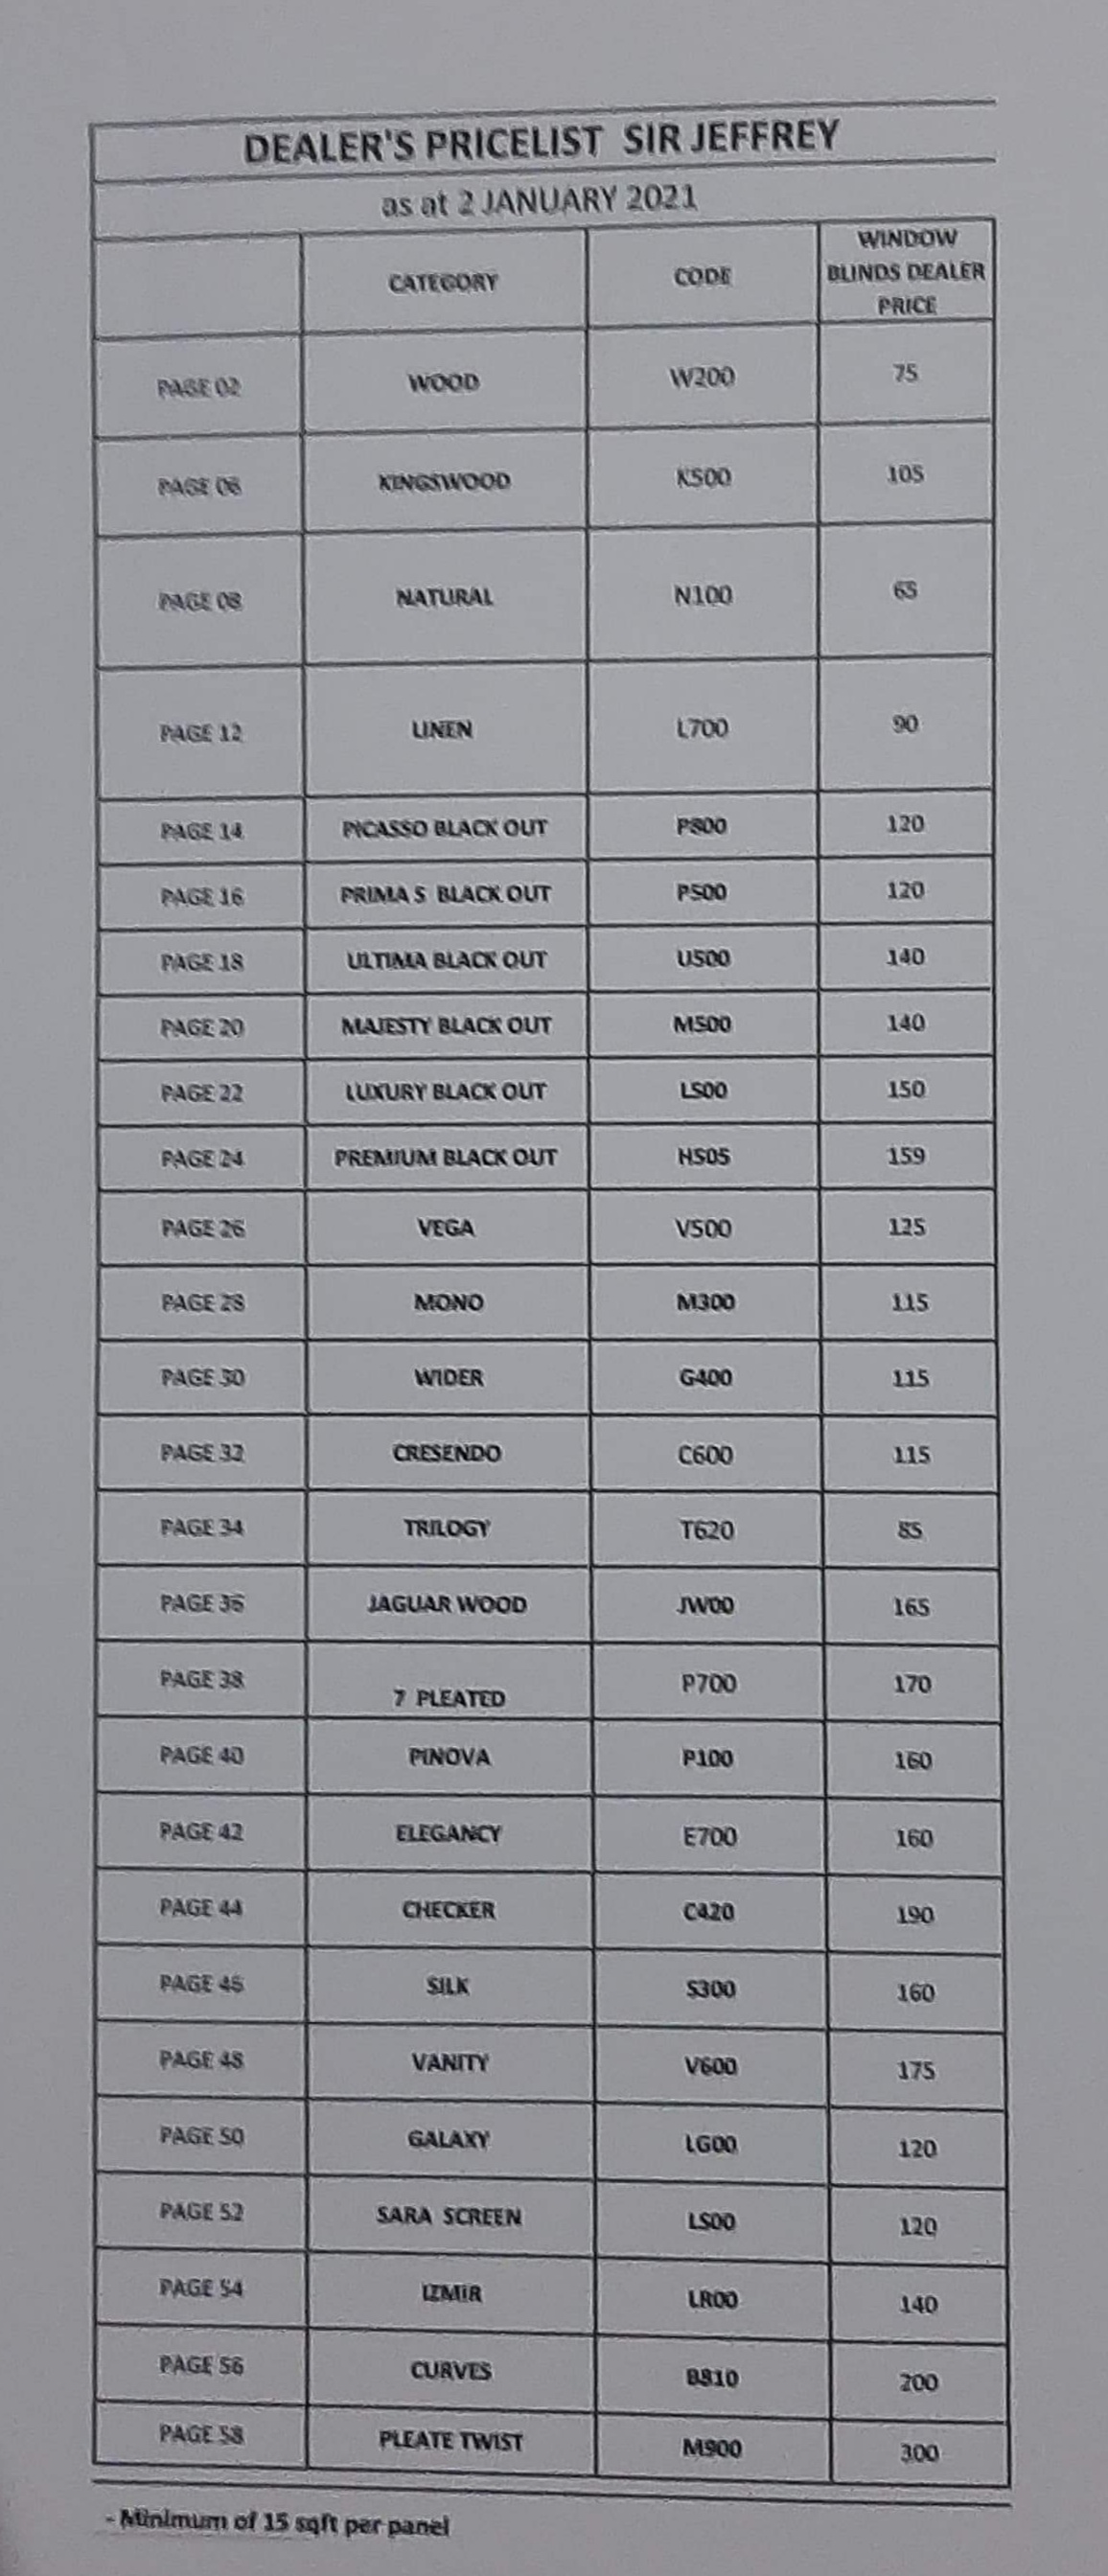 DEALER'S PRICELIST SIR JEFFREY
as at 2 JANUARY 2021
CATEGORY CODE WINDOW BLINDS DEALER PRICE
PAGE 02 WOOD W200 75
PAGE 06 KINGSWOOD K500 105
PAGE 08 NATURAL N100 65
PAGE 12 LINEN L700 90
PAGE 14 PICASSO BLACK OUT P800 120
PAGE 16 PRIMA S BLACK OUT P500 120
PAGE 18 ULTIMA BLACK OUT U500 140
PAGE 20 MAJESTY BLACK OUT M500 140
PAGE 22 LUXURY BLACK OUT L500 150
PAGE 24 PREMIUM BLACK OUT H505 159
PAGE 26 VEGA V500 125
PAGE 28 MONO M300 115
PAGE 30 WIDER G400 115
PAGE 32 CRESENDO C600 115
PAGE 34 TRILOGY T620 85
PAGE 36 JAGUAR WOOD JW00 165
PAGE 38 7 PLEATED P700 170
PAGE 40 PINOVA P100 160
PAGE 42 ELEGANCY E700 160
PAGE 44 CHECKER C420 190
PAGE 46 SILK S300 160
PAGE 48 VANITY V600 175
PAGE 50 GALAXY LG00 120
PAGE 52 SARA SCREEN LS00 120
PAGE 54 IZMIR LR00 140
PAGE 56 CURVES B810 200
PAGE 58 PLEATE TWIST M900 300
- Minimum of 15 sqft per panel